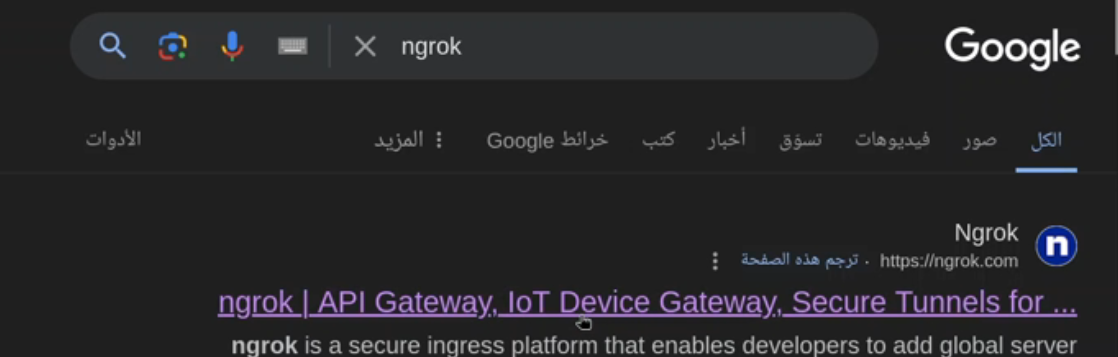 ngrok
Google
الكل صور فيديوهات تسوّق أخبار كتب خرائط Google المزيد الأدوات
Ngrok
https://ngrok.com · ترجم هذه الصفحة
ngrok | API Gateway, IoT Device Gateway, Secure Tunnels for ...
ngrok is a secure ingress platform that enables developers to add global server